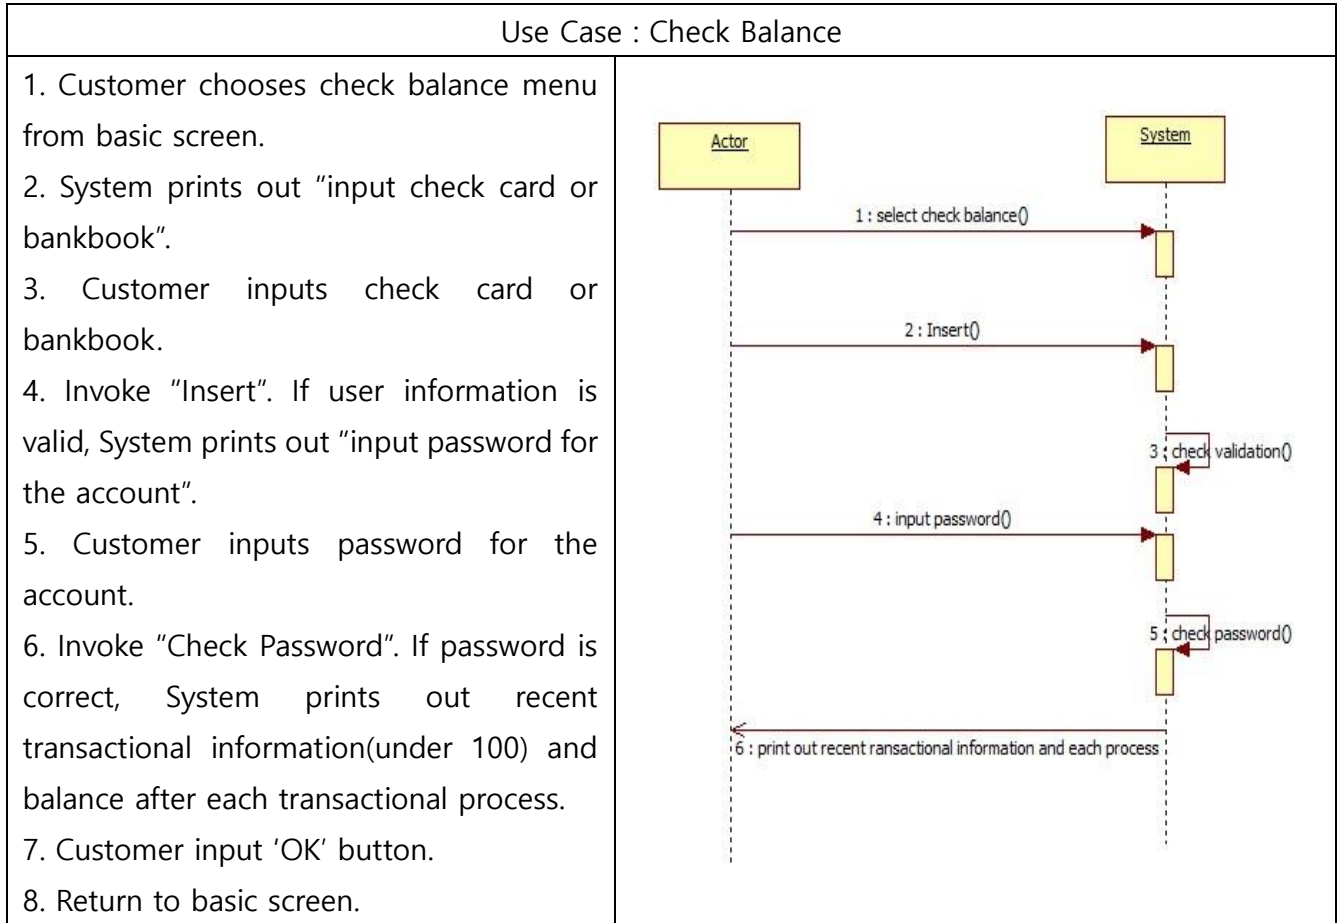 Use Case : Check Balance
1. Customer chooses check balance menu
from basic screen.
2. System prints out “input check card or
bankbook”.
3. Customer inputs check card or
bankbook.
4. Invoke “Insert”. If user information is
valid, System prints out “input password for
the account”.
5. Customer inputs password for the
account.
6. Invoke “Check Password”. If password is
correct, System prints out recent
transactional information(under 100) and
balance after each transactional process.
7. Customer input ‘OK’ button.
8. Return to basic screen.
Actor
System
1 : select check balance()
2 : Insert()
3 : check validation()
4 : input password()
5 : check password()
6 : print out recent ransactional information and each process